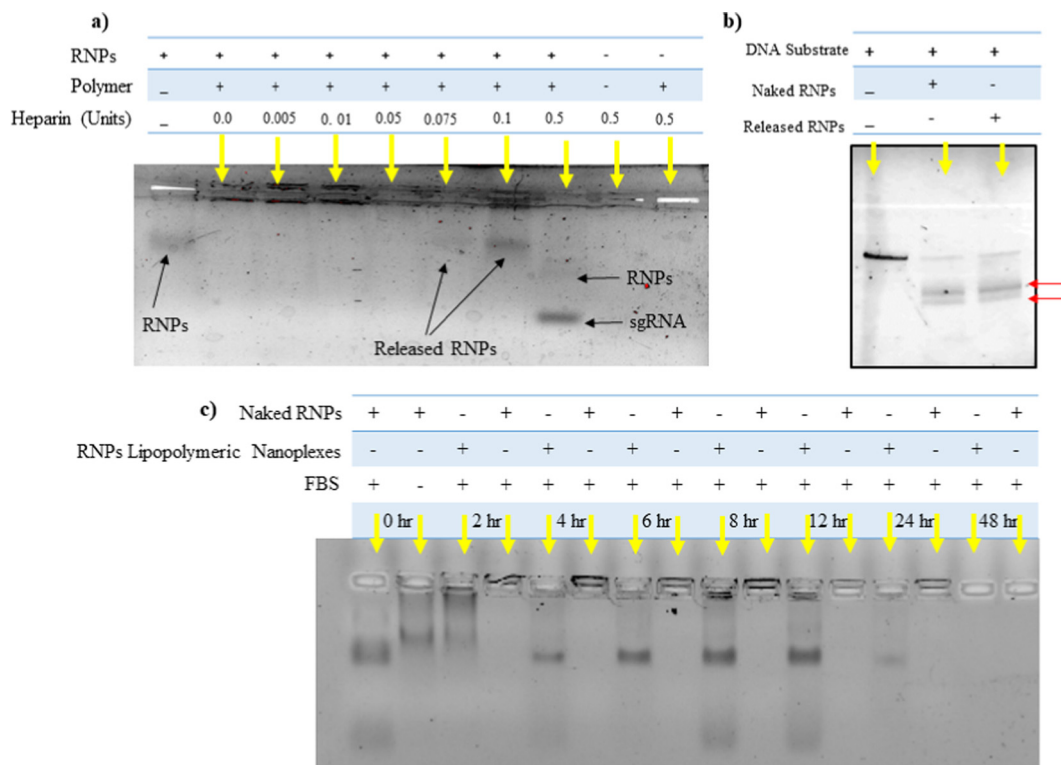 a)
RNPs + + + + + + + + - -
Polymer _ + + + + + + + - +
Heparin (Units) _ 0.0 0.005 0. 01 0.05 0.075 0.1 0.5 0.5 0.5
RNPs
Released RNPs
RNPs
sgRNA
b)
DNA Substrate + + +
Naked RNPs _ + -
Released RNPs _ - +
c)
Naked RNPs + + - + - + - + - + - + - + - +
RNPs Lipopolymeric Nanoplexes - - + - + - + - + - + - + - + -
FBS + - + + + + + + + + + + + + + +
0 hr 2 hr 4 hr 6 hr 8 hr 12 hr 24 hr 48 hr